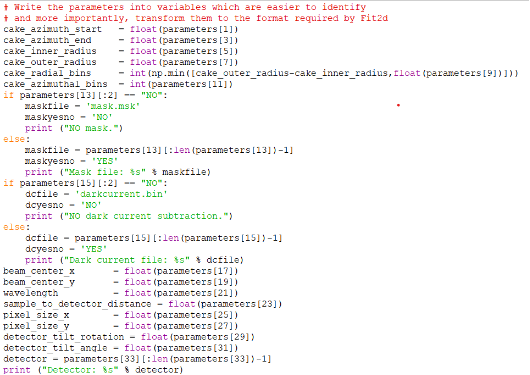 # Write the parameters into variables which are easier to identify
# and more importantly, transform them to the format required by Fit2d
cake_azimuth_start   = float(parameters[1])
cake_azimuth_end     = float(parameters[3])
cake_inner_radius    = float(parameters[5])
cake_outer_radius    = float(parameters[7])
cake_radial_bins     = int(np.min([cake_outer_radius-cake_inner_radius,float(parameters[9])]))
cake_azimuthal_bins  = int(parameters[11])
if parameters[13][:2] == "NO":
    maskfile = 'mask.msk'
    maskyesno = 'NO'
    print ("NO mask.")
else:
    maskfile = parameters[13][:len(parameters[13])-1]
    maskyesno = 'YES'
    print ("Mask file: %s" % maskfile)
if parameters[15][:2] == "NO":
    dcfile = 'darkcurrent.bin'
    dcyesno = 'NO'
    print ("NO dark current subtraction.")
else:
    dcfile = parameters[15][:len(parameters[15])-1]
    dcyesno = 'YES'
    print ("Dark current file: %s" % dcfile)
beam_center_x       = float(parameters[17])
beam_center_y       = float(parameters[19])
wavelength          = float(parameters[21])
sample_to_detector_distance = float(parameters[23])
pixel_size_x        = float(parameters[25])
pixel_size_y        = float(parameters[27])
detector_tilt_rotation = float(parameters[29])
detector_tilt_angle = float(parameters[31])
detector = parameters[33][:len(parameters[33])-1]
print ("Detector: %s" % detector)